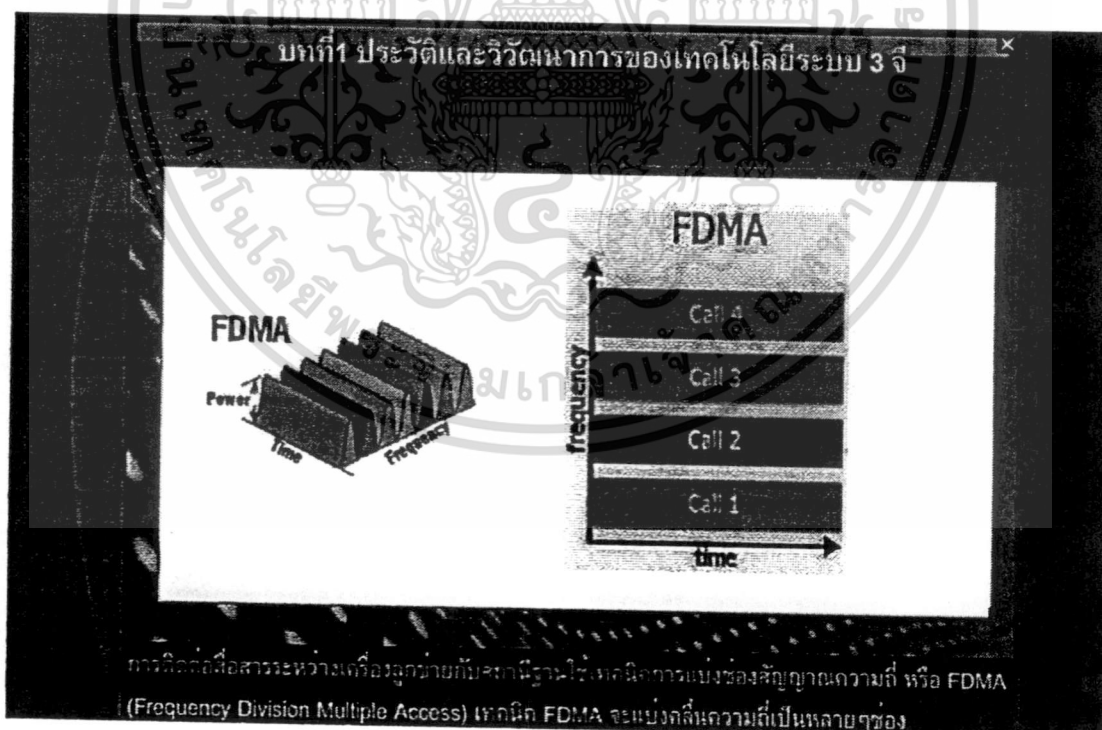 บทที่1 ประวัติและวิวัฒนาการของเทคโนโลยีระบบ 3 จี
×
FDMA
Power
Time
Frequency
FDMA
frequency
Call 4
Call 3
Call 2
Call 1
time
การติดต่อสื่อสารระหว่างเครื่องลูกข่ายกับสถานีฐานใช้เทคนิคการแบ่งช่องสัญญาณความถี่ หรือ FDMA
(Frequency Division Multiple Access) เทคนิค FDMA จะแบ่งคลื่นความถี่เป็นหลายๆช่อง